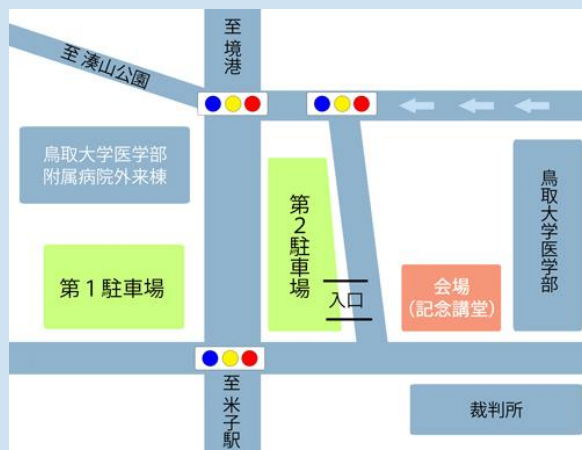 至 境港
至 湊山公園
鳥取大学医学部
附属病院外来棟
第２駐車場
鳥取大学医学部
第１駐車場
入口
会場
（記念講堂）
至 米子駅
裁判所